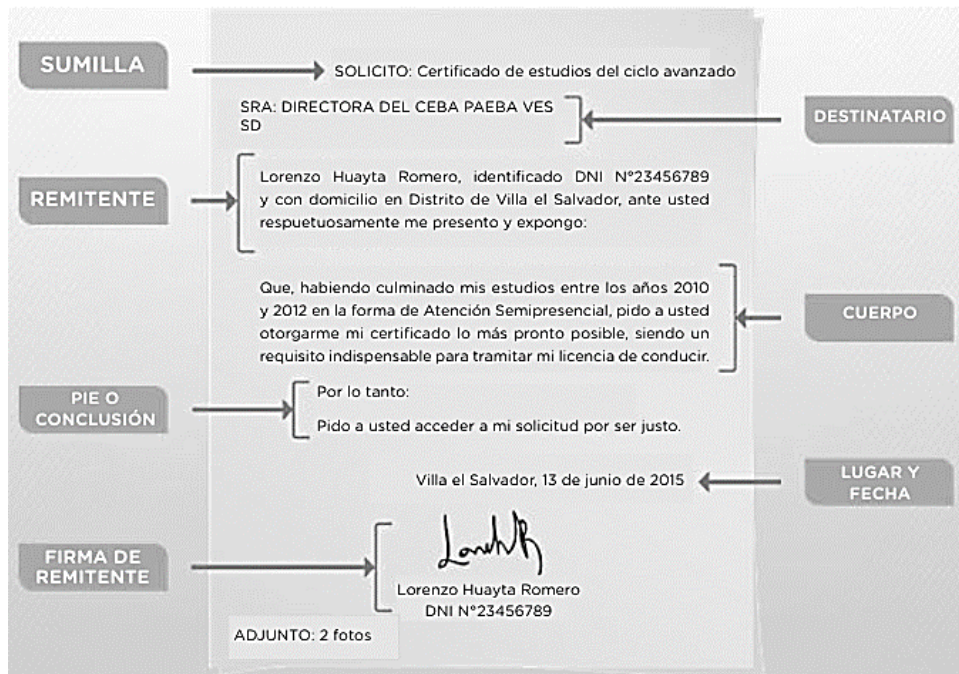 SUMILLA
SOLICITO: Certificado de estudios del ciclo avanzado
SRA: DIRECTORA DEL CEBA PAEBA VES
SD
DESTINATARIO
REMITENTE
Lorenzo Huayta Romero, identificado DNI N°23456789
y con domicilio en Distrito de Villa el Salvador, ante usted
respuetuosamente me presento y expongo:
Que, habiendo culminado mis estudios entre los años 2010
y 2012 en la forma de Atención Semipresencial, pido a usted
otorgarme mi certificado lo más pronto posible, siendo un
requisito indispensable para tramitar mi licencia de conducir.
CUERPO
PIE O
CONCLUSIÓN
Por lo tanto:
Pido a usted acceder a mi solicitud por ser justo.
Villa el Salvador, 13 de junio de 2015
LUGAR Y
FECHA
FIRMA DE
REMITENTE
Lorenzo Huayta Romero
DNI N°23456789
ADJUNTO: 2 fotos